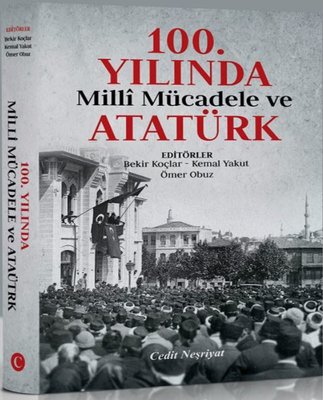 EDİTÖRLER
Bekir Koçlar
Kemal Yakut
Ömer Obuz
100. YILINDA
MİLLÎ MÜCADELE ve ATAÜTRK
100.
YILINDA
Millî Mücadele ve
ATATÜRK
EDİTÖRLER
Bekir Koçlar - Kemal Yakut
Ömer Obuz
Cedit Neşriyat